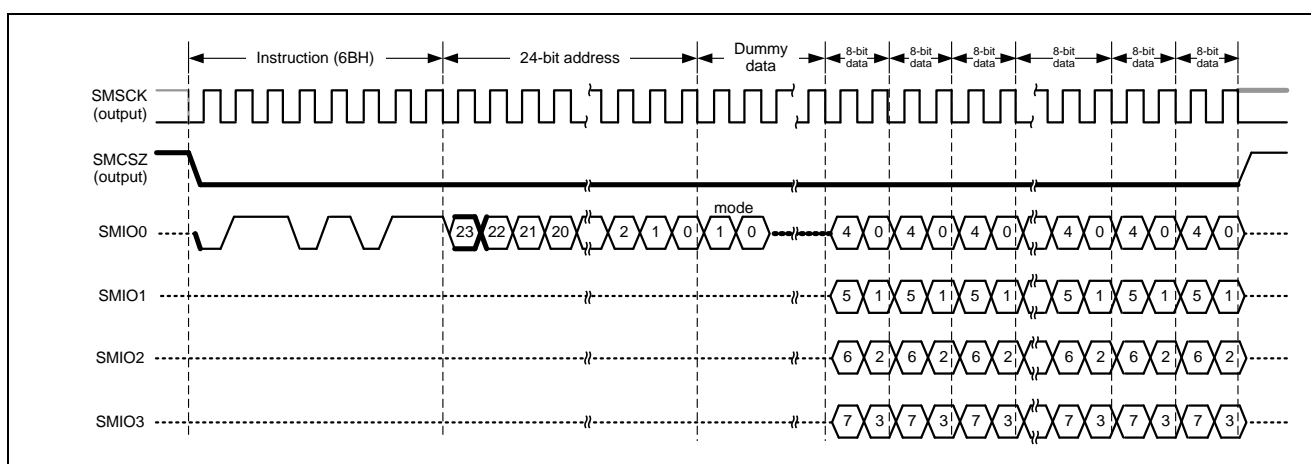 Instruction (6BH) 24-bit address Dummy data 8-bit data 8-bit data 8-bit data 8-bit data 8-bit data 8-bit data
SMSCK
(output)
SMCSZ
(output)
mode
SMIO0 23 22 21 20 2 1 0 1 0 4 0 4 0 4 0 4 0 4 0 4 0
SMIO1 5 1 5 1 5 1 5 1 5 1 5 1
SMIO2 6 2 6 2 6 2 6 2 6 2 6 2
SMIO3 7 3 7 3 7 3 7 3 7 3 7 3